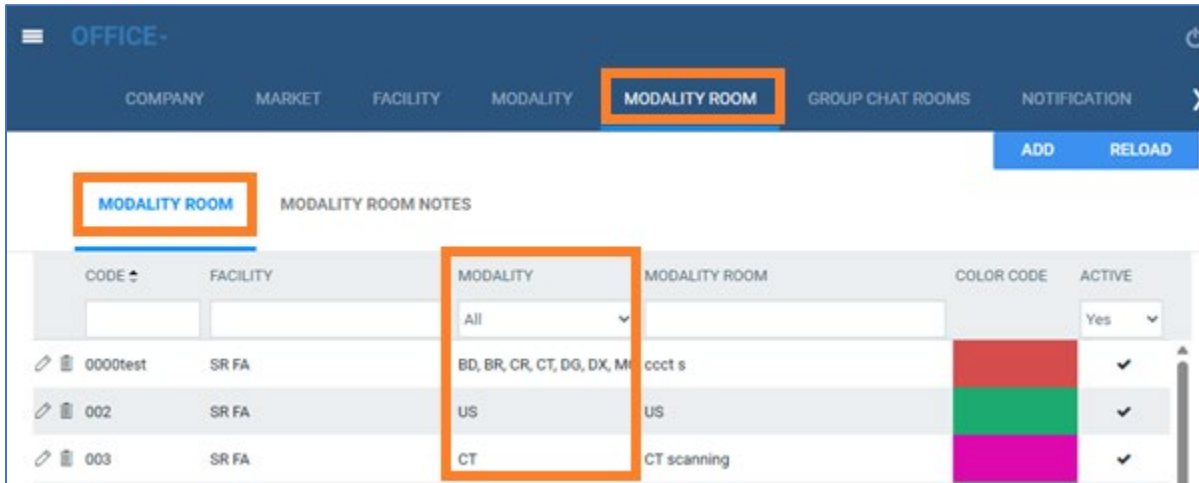 OFFICE-
COMPANY MARKET FACILITY MODALITY MODALITY ROOM GROUP CHAT ROOMS NOTIFICATION
ADD RELOAD
MODALITY ROOM MODALITY ROOM NOTES
CODE FACILITY MODALITY MODALITY ROOM COLOR CODE ACTIVE
All Yes
0000test SR FA BD, BR, CR, CT, DG, DX, ccct s
002 SR FA US US
003 SR FA CT CT scanning